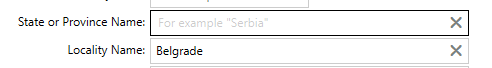 State or Province Name: For example "Serbia"
Locality Name: Belgrade